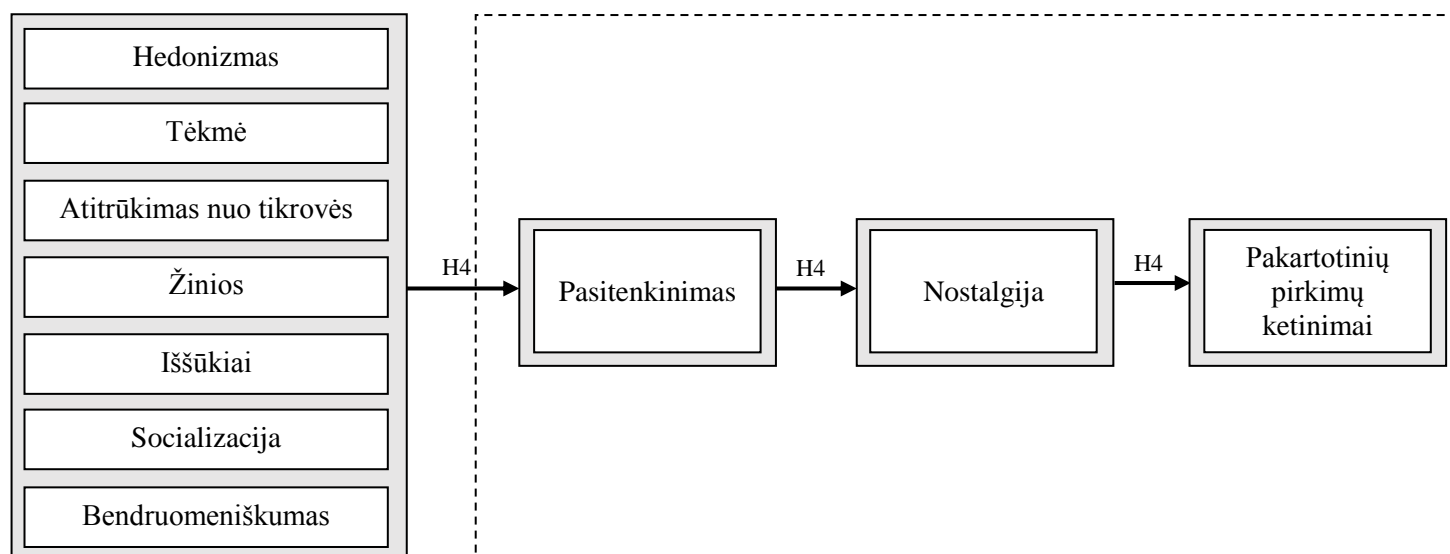 Hedonizmas
Tėkmė
Atitrūkimas nuo tikrovės
Žinios
Iššūkiai
Socializacija
Bendruomeniškumas
H4
Pasitenkinimas
H4
Nostalgija
H4
Pakartotinių
pirkimų
ketinimai